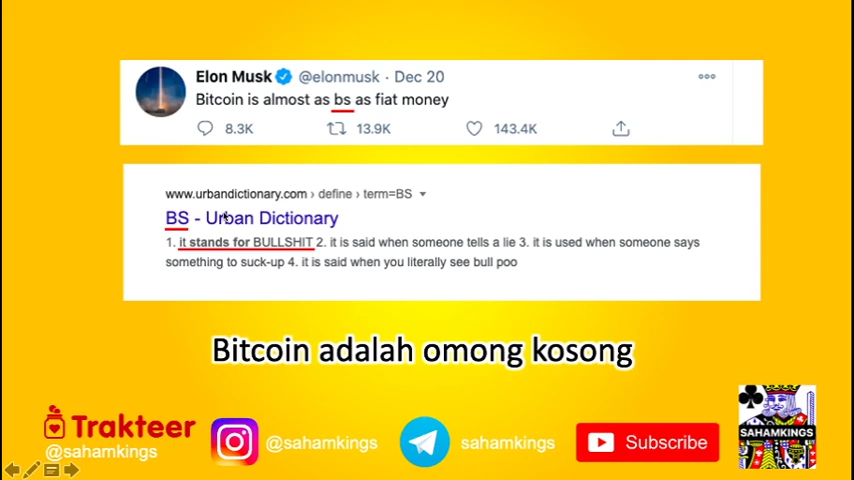 Elon Musk @elonmusk · Dec 20
Bitcoin is almost as bs as fiat money
8.3K 13.9K 143.4K
www.urbandictionary.com › define › term=BS
BS - Urban Dictionary
1. it stands for BULLSHIT 2. it is said when someone tells a lie 3. it is used when someone says
something to suck-up 4. it is said when you literally see bull poo
Bitcoin adalah omong kosong
Trakteer
@sahamkings
@sahamkings
sahamkings
Subscribe
SAHAMKINGS